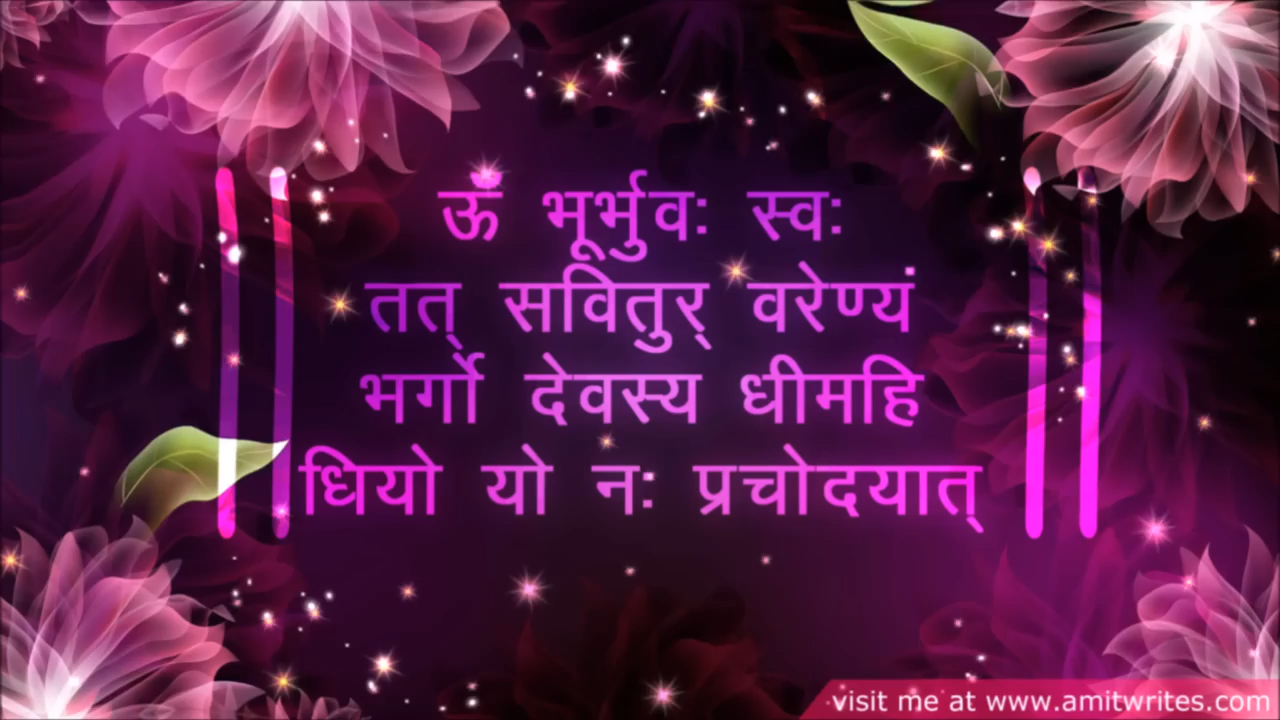 ॐ भूर्भुवः स्वः
तत् सवितुर् वरेण्यं
भर्गो देवस्य धीमहि
धियो यो नः प्रचोदयात्
visit me at www.amitwrites.com